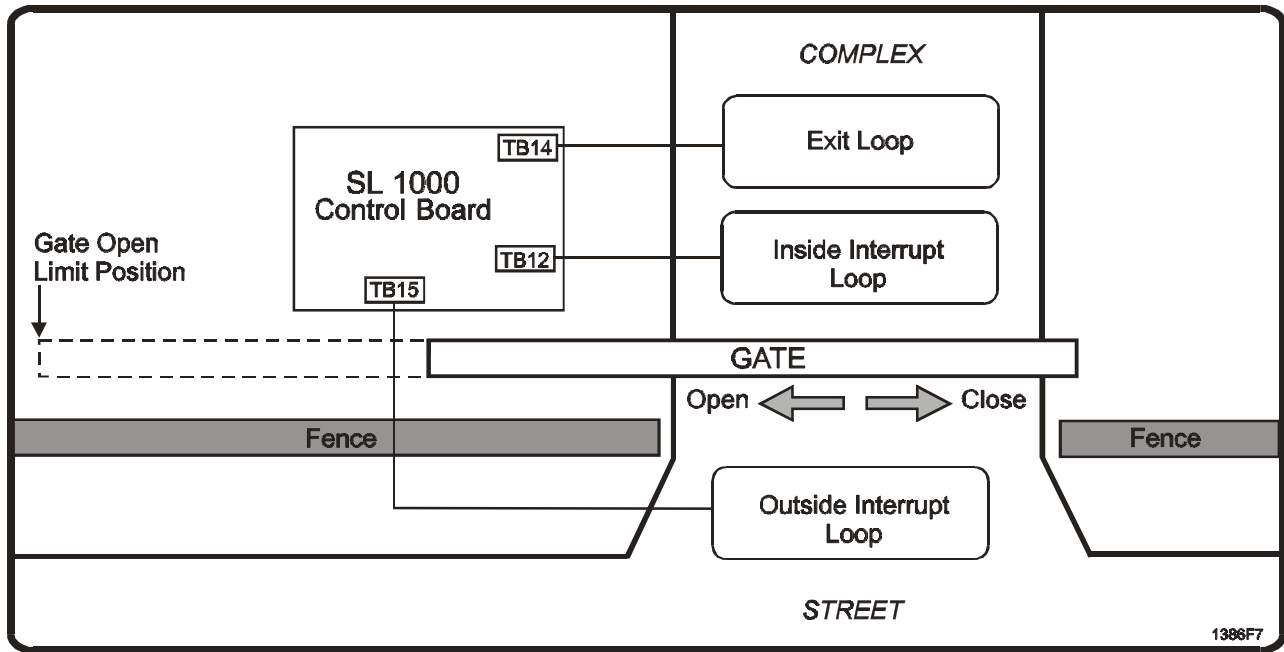 COMPLEX
Exit Loop
TB14
SL 1000
Control Board
Inside Interrupt
Loop
TB12
Gate Open
Limit Position
TB15
GATE
Open
Close
Fence
Fence
Outside Interrupt
Loop
STREET
1386F7